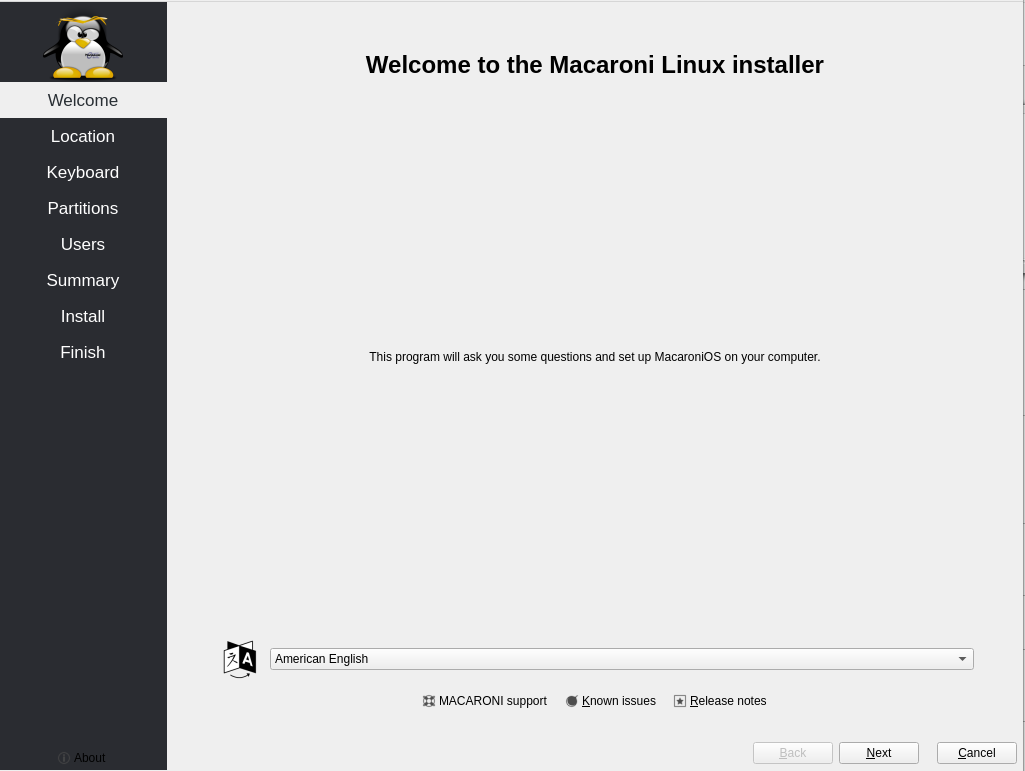 Welcome
Location
Keyboard
Partitions
Users
Summary
Install
Finish
About
Welcome to the Macaroni Linux installer
This program will ask you some questions and set up MacaroniOS on your computer.
American English
MACARONI support Known issues Release notes
Back Next Cancel